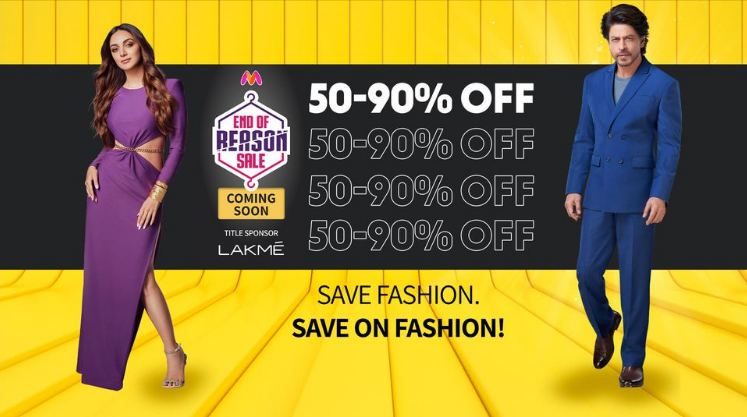 END OF
REASON
SALE
COMING
SOON
TITLE SPONSOR
LAKMÉ
50-90% OFF
50-90% OFF
50-90% OFF
50-90% OFF
SAVE FASHION.
SAVE ON FASHION!